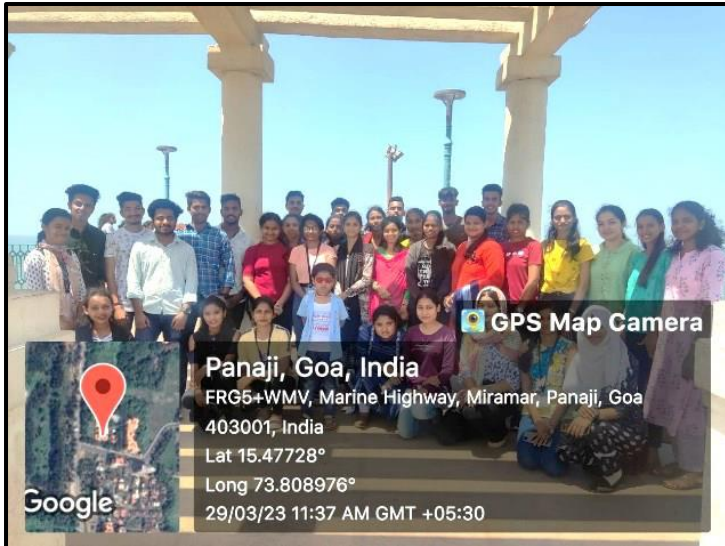 GPS Map Camera
Panaji, Goa, India
FRG5+WMV, Marine Highway, Miramar, Panaji, Goa
403001, India
Lat 15.47728°
Long 73.808976°
29/03/23 11:37 AM GMT +05:30
Google